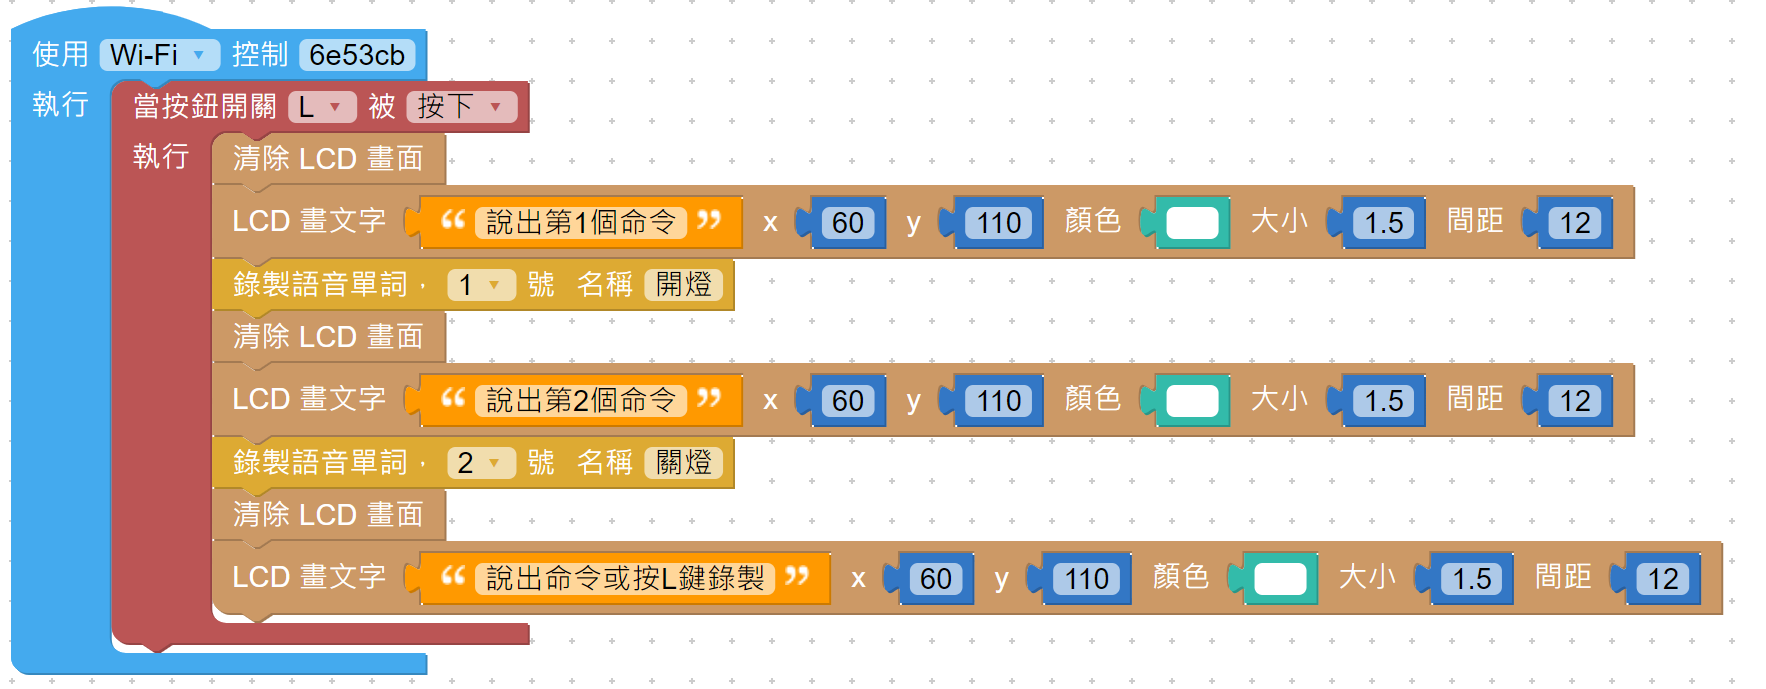 使用 Wi-Fi 控制 6e53cb
執行 當按鈕開關 L 被 按下
執行 清除 LCD 畫面
LCD 畫文字 “ 說出第1個命令 ” x 60 y 110 顏色 大小 1.5 間距 12
錄製語音單詞， 1 號 名稱 開燈
清除 LCD 畫面
LCD 畫文字 “ 說出第2個命令 ” x 60 y 110 顏色 大小 1.5 間距 12
錄製語音單詞， 2 號 名稱 關燈
清除 LCD 畫面
LCD 畫文字 “ 說出命令或按L鍵錄製 ” x 60 y 110 顏色 大小 1.5 間距 12